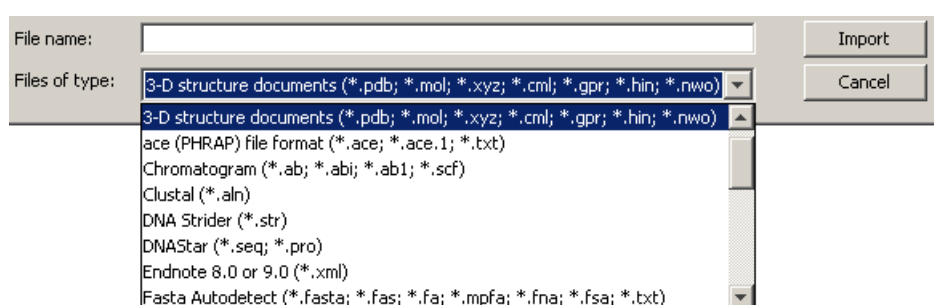 File name:
Import
Files of type:
3-D structure documents (*.pdb; *.mol; *.xyz; *.cml; *.gpr; *.hin; *.nwo)
Cancel
3-D structure documents (*.pdb; *.mol; *.xyz; *.cml; *.gpr; *.hin; *.nwo)
ace (PHRAP) file format (*.ace; *.ace.1; *.txt)
Chromatogram (*.ab; *.abi; *.ab1; *.scf)
Clustal (*.aln)
DNA Strider (*.str)
DNAStar (*.seq; *.pro)
Endnote 8.0 or 9.0 (*.xml)
Fasta Autodetect (*.fasta; *.fas; *.fa; *.mpfa; *.fna; *.fsa; *.txt)